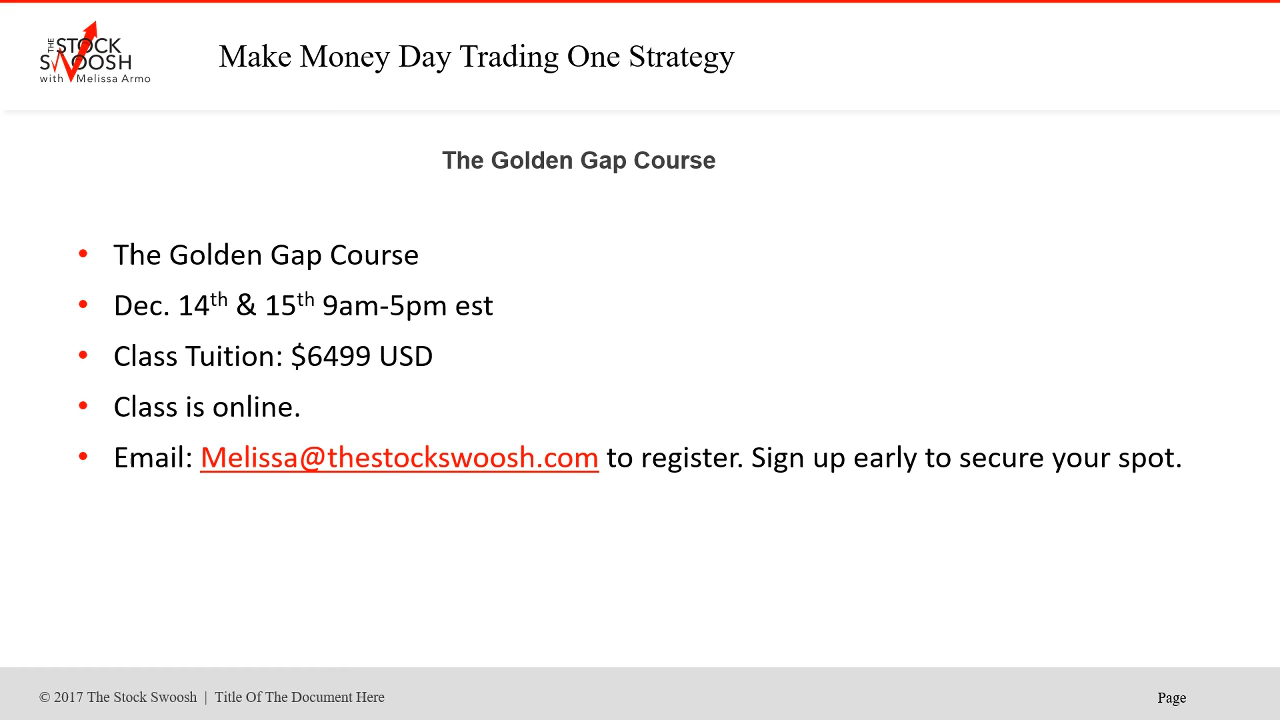 THE STOCK SWOOSH
with Melissa Armo
Make Money Day Trading One Strategy
The Golden Gap Course
• The Golden Gap Course
• Dec. 14th & 15th 9am-5pm est
• Class Tuition: $6499 USD
• Class is online.
• Email: Melissa@thestockswoosh.com to register. Sign up early to secure your spot.
© 2017 The Stock Swoosh | Title Of The Document Here
Page